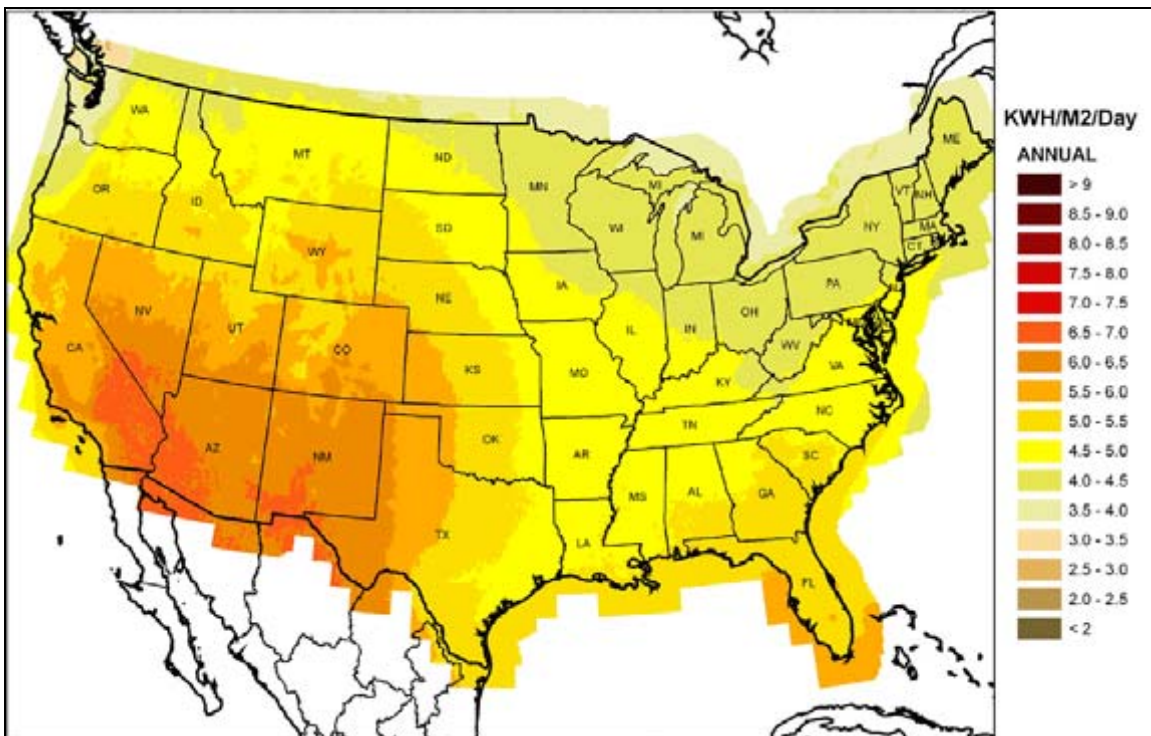 WA
MT
ND
MN
MI
ME
VT
NH
OR
ID
SD
WI
MI
NY
MA
CT
WY
IA
PA
NE
NV
UT
CO
IL
IN
OH
NJ
CA
KS
MO
WV
VA
KY
AZ
NM
OK
AR
TN
NC
SC
TX
MS
AL
GA
LA
FL
KWH/M2/Day
ANNUAL
> 9
8.5 - 9.0
8.0 - 8.5
7.5 - 8.0
7.0 - 7.5
6.5 - 7.0
6.0 - 6.5
5.5 - 6.0
5.0 - 5.5
4.5 - 5.0
4.0 - 4.5
3.5 - 4.0
3.0 - 3.5
2.5 - 3.0
2.0 - 2.5
< 2